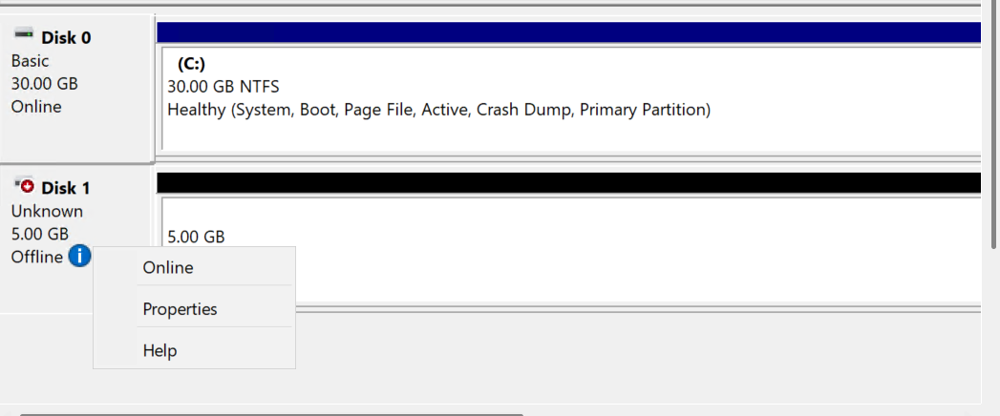 Disk 0
Basic
30.00 GB
Online
(C:)
30.00 GB NTFS
Healthy (System, Boot, Page File, Active, Crash Dump, Primary Partition)
Disk 1
Unknown
5.00 GB
Offline
5.00 GB
Online
Properties
Help